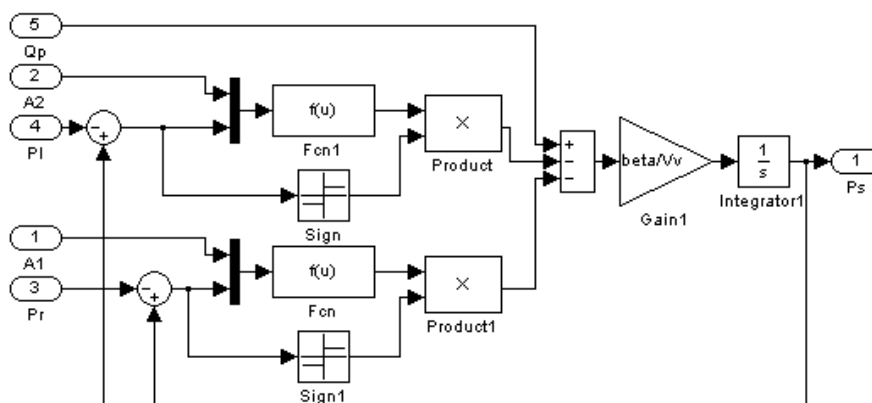 5
Qp
2
A2
4
Pl
f(u)
Fcn1
×
Product
Sign
+
−
−
beta/Vv
Gain1
1
s
Integrator1
1
Ps
1
A1
3
Pr
f(u)
Fcn
×
Product1
Sign1
−
+
−
+